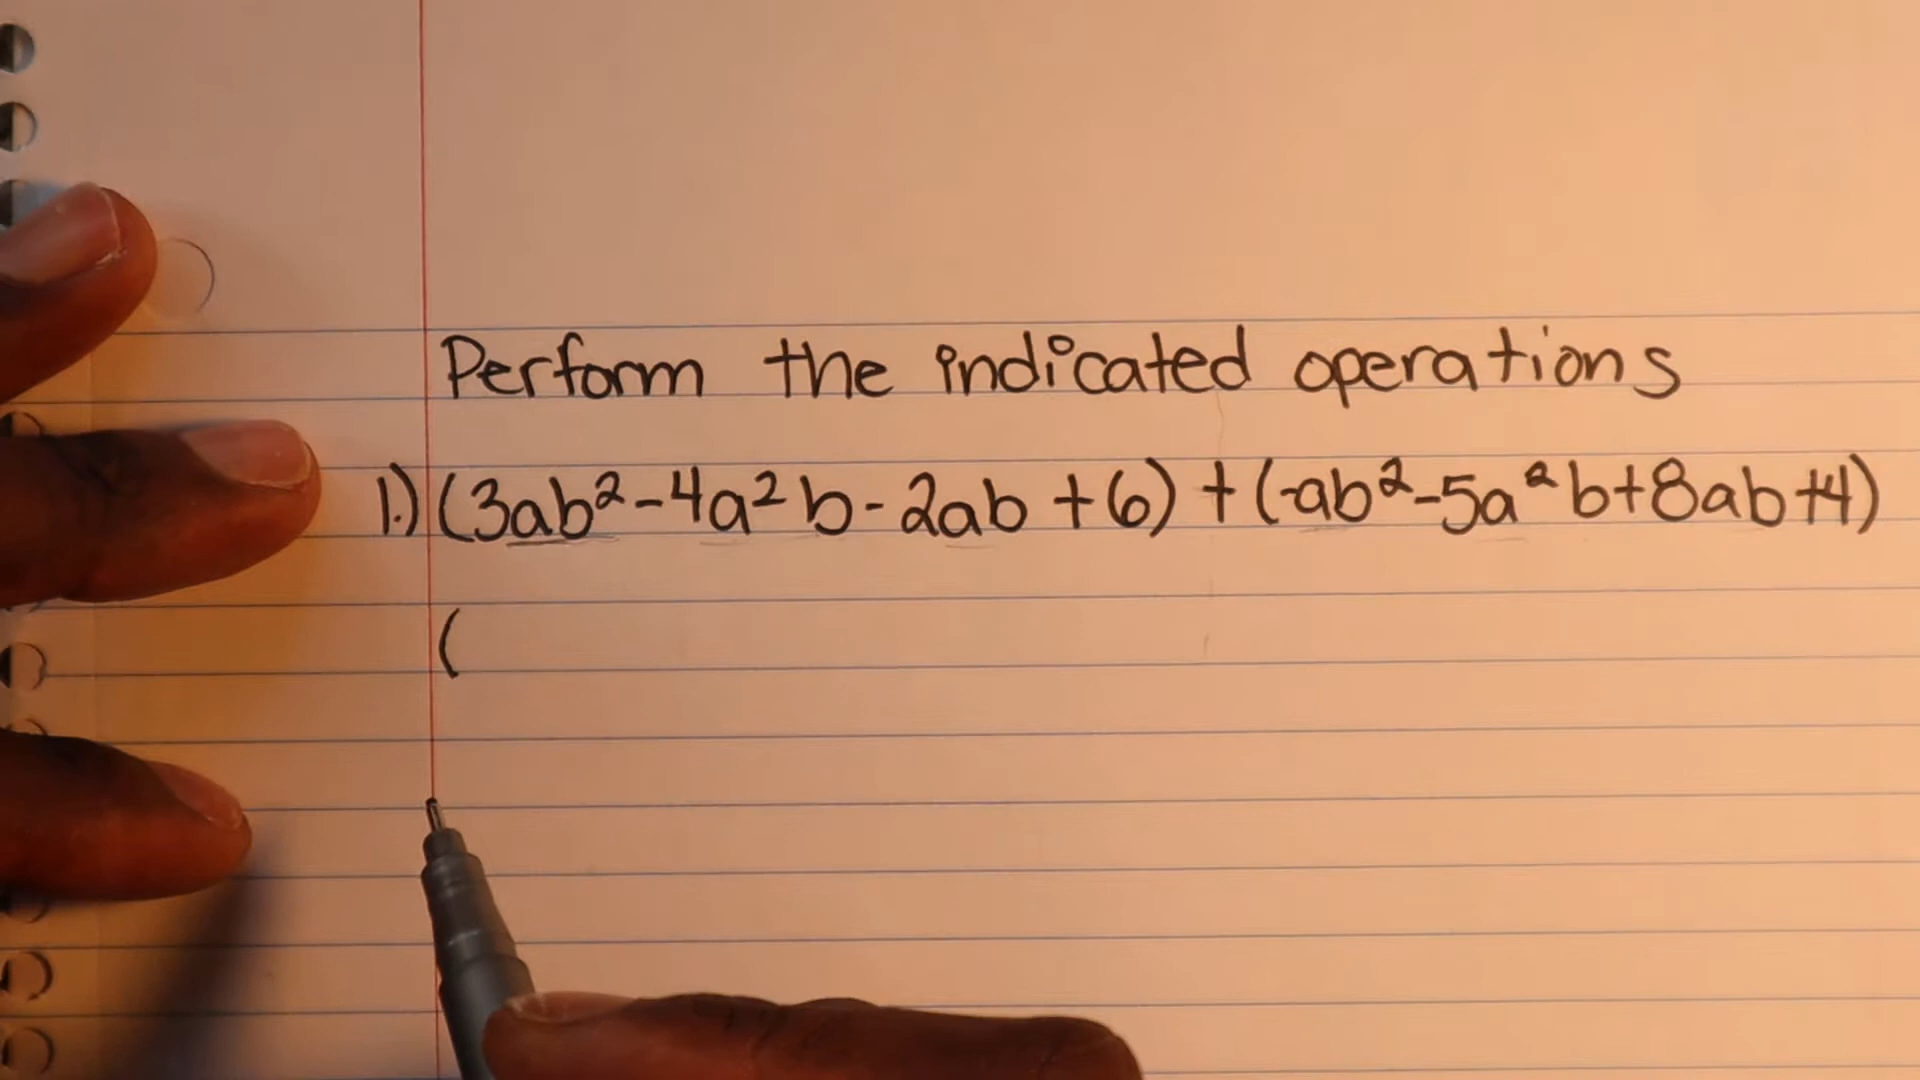 Perform the indicated operations
1.) (3ab²-4a²b-2ab+6) + (-ab²-5a²b+8ab+4)
(